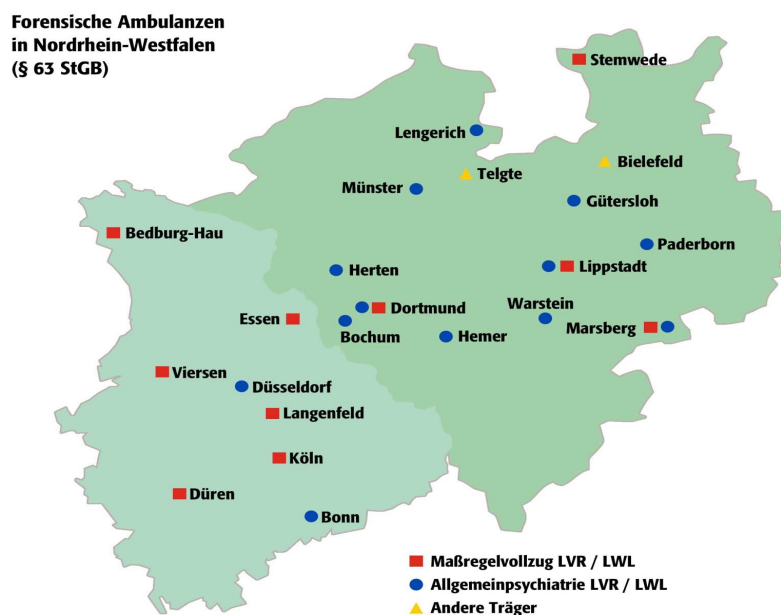 Forensische Ambulanzen
in Nordrhein-Westfalen
(§ 63 StGB)
Stemwede
Lengerich
Bielefeld
Telgte
Münster
Gütersloh
Bedburg-Hau
Paderborn
Herten
Lippstadt
Dortmund
Warstein
Essen
Marsberg
Bochum
Hemer
Viersen
Düsseldorf
Langenfeld
Köln
Düren
Bonn
Maßregelvollzug LVR / LWL
Allgemeinpsychiatrie LVR / LWL
Andere Träger